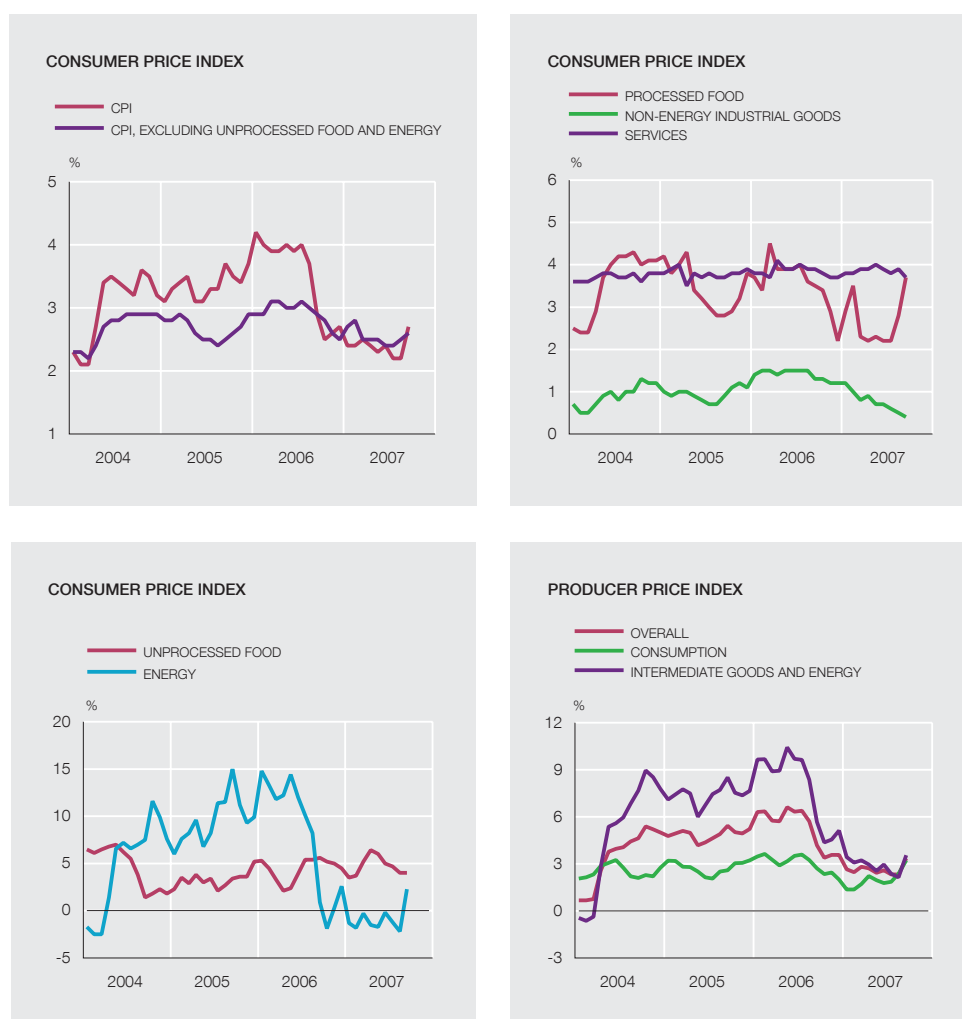 CONSUMER PRICE INDEX
CPI
CPI, EXCLUDING UNPROCESSED FOOD AND ENERGY
%
5
4
3
2
1
2004 2005 2006 2007
CONSUMER PRICE INDEX
PROCESSED FOOD
NON-ENERGY INDUSTRIAL GOODS
SERVICES
%
6
5
4
3
2
1
0
2004 2005 2006 2007
CONSUMER PRICE INDEX
UNPROCESSED FOOD
ENERGY
%
20
15
10
5
0
-5
2004 2005 2006 2007
PRODUCER PRICE INDEX
OVERALL
CONSUMPTION
INTERMEDIATE GOODS AND ENERGY
%
12
9
6
3
0
-3
2004 2005 2006 2007